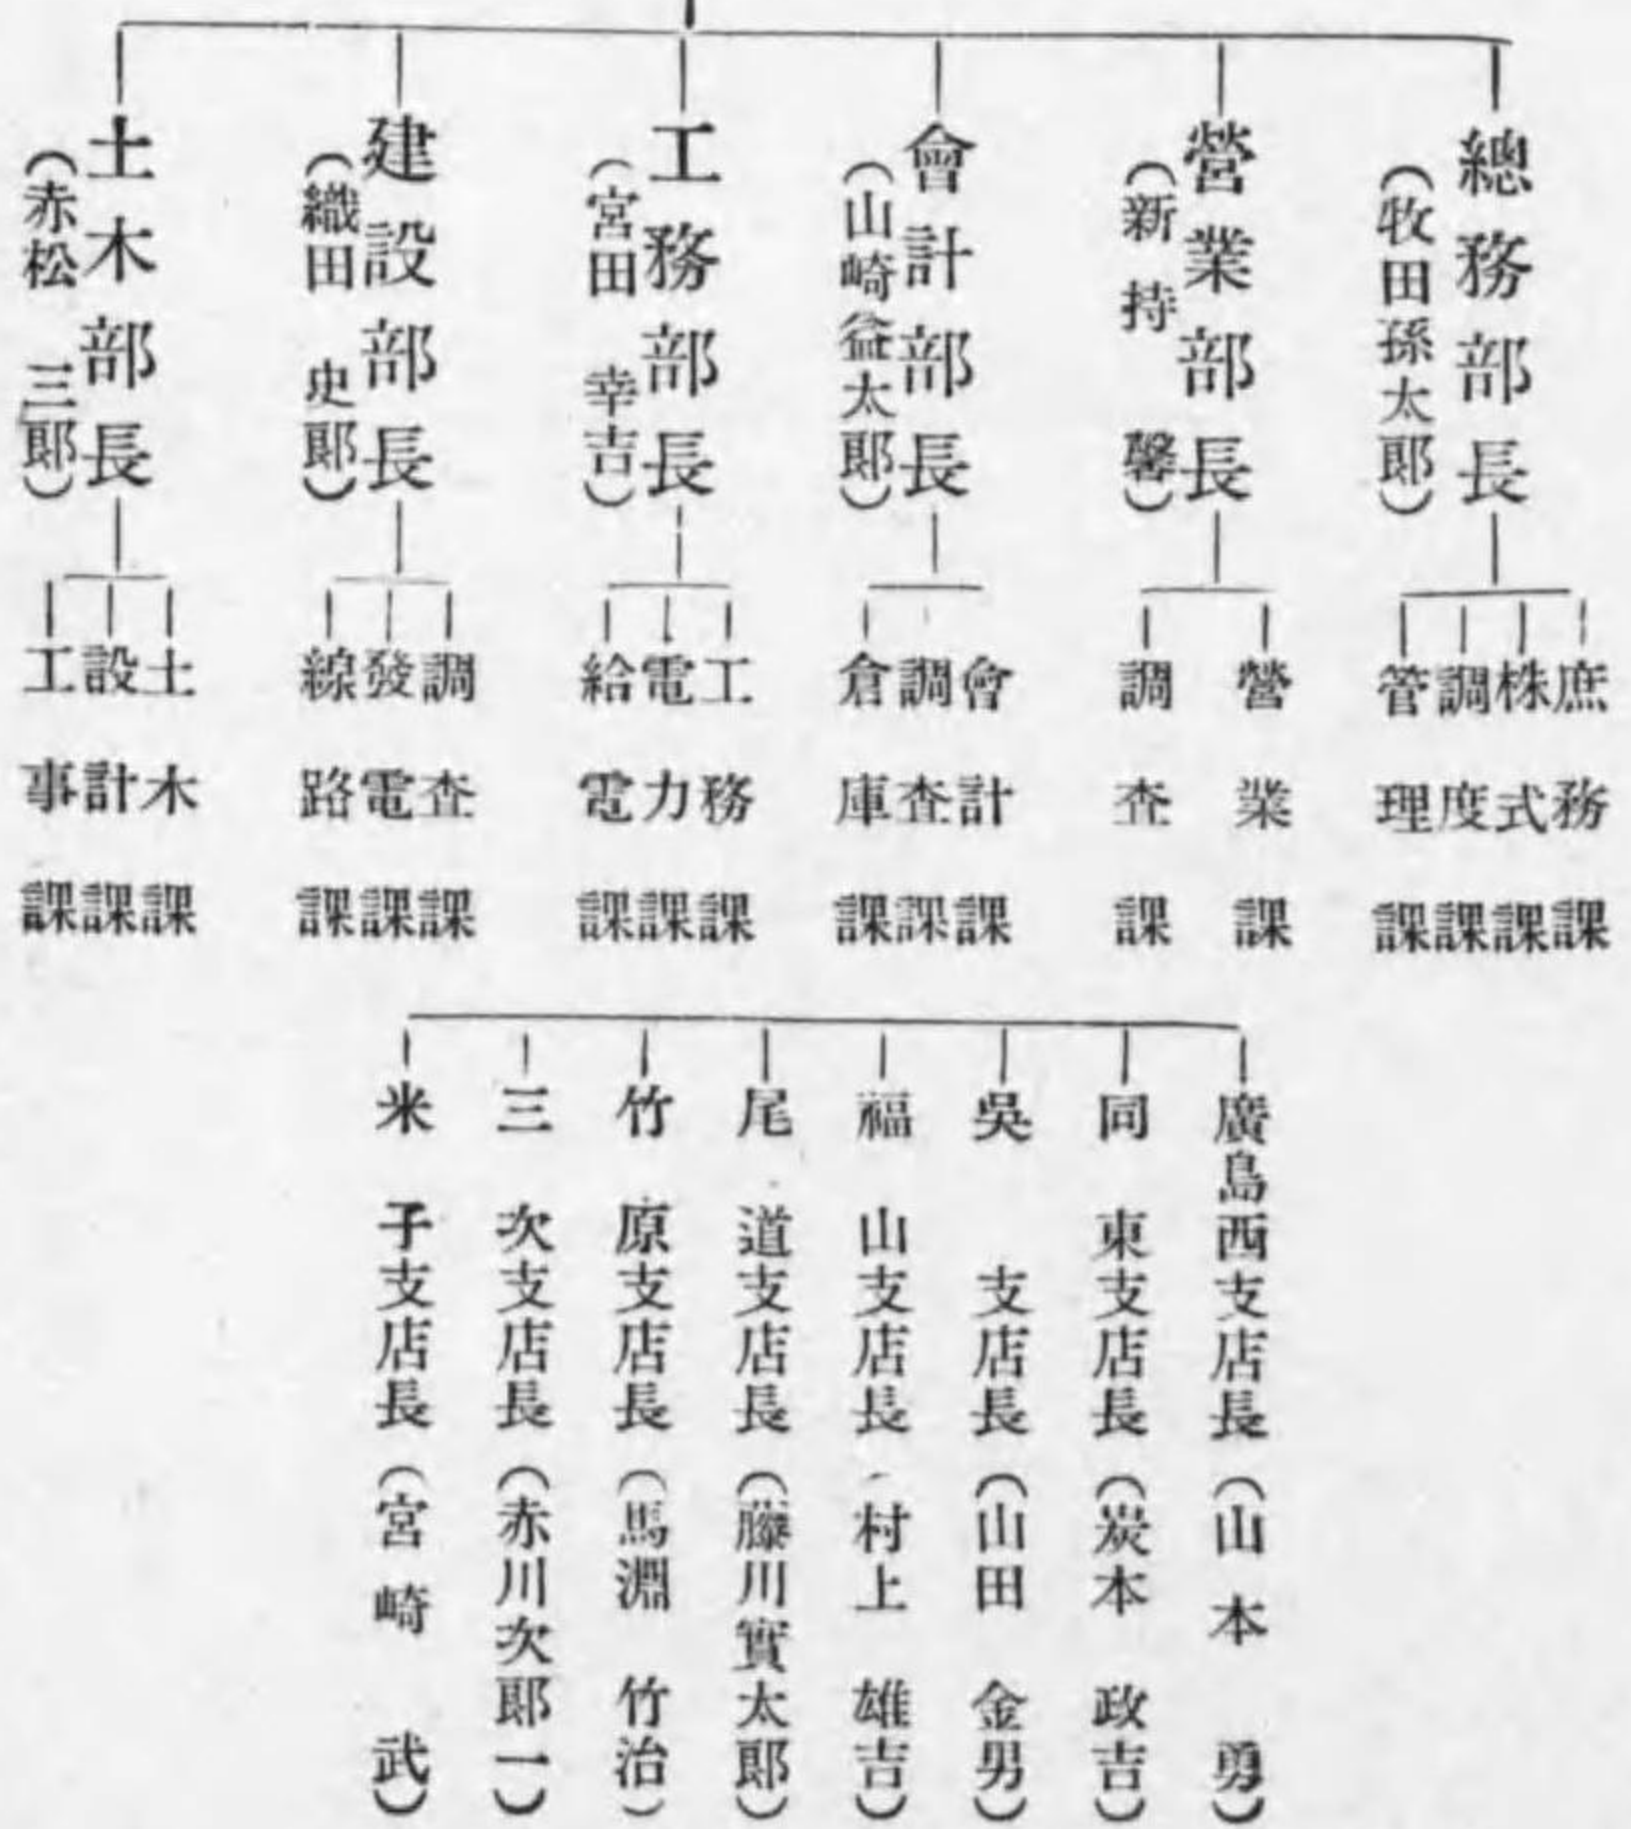 總務部長
（牧田孫太郎）
庶務課
株式課
調度課
管理課
營業部長
（新持馨）
營業課
調査課
會計部長
（山崎益太郎）
會計課
調査課
倉庫課
工務部長
（宮田幸吉）
工務課
電力課
給電課
建設部長
（織田史郎）
調査課
發電課
線路課
土木部長
（赤松三郎）
土木課
設計課
工事課
廣島西支店長（山本勇）
同東支店長（炭本政吉）
吳支店長（山田金男）
福山支店長（村上雄吉）
尾道支店長（藤川實太郎）
竹原支店長（馬淵竹治）
三次支店長（赤川次郎一）
米子支店長（宮崎武）